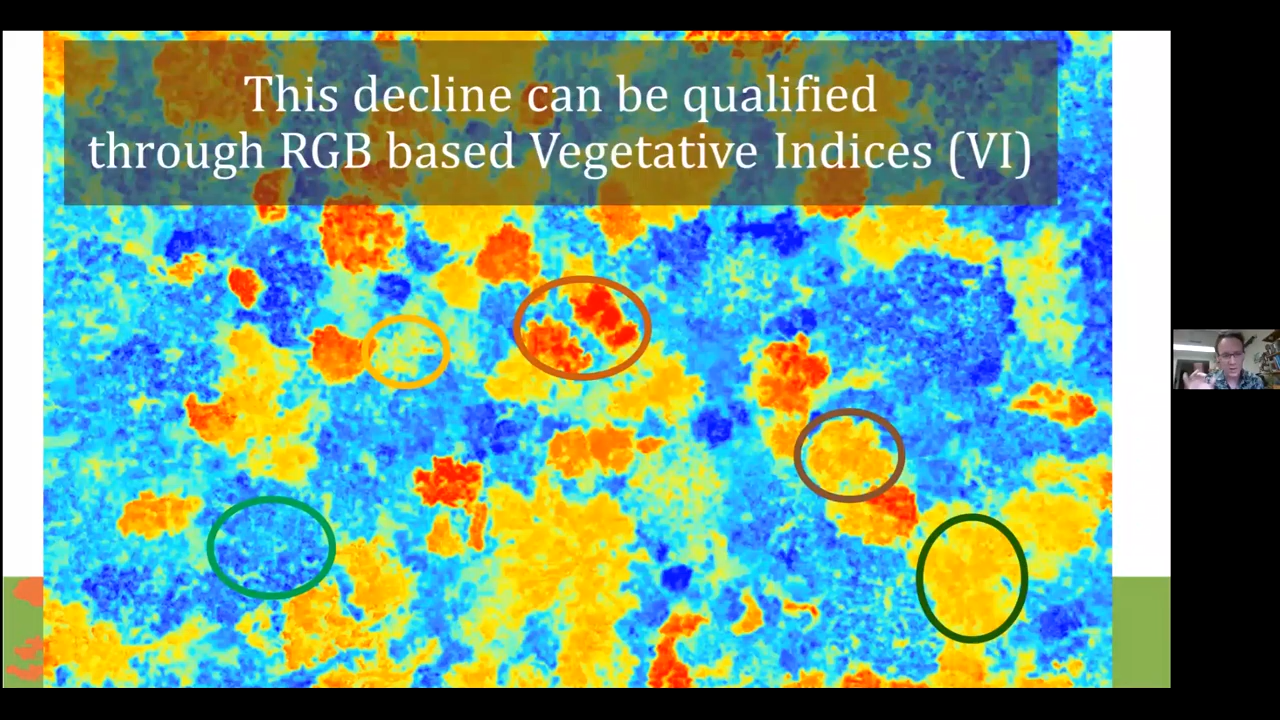 This decline can be qualified
through RGB based Vegetative Indices (VI)